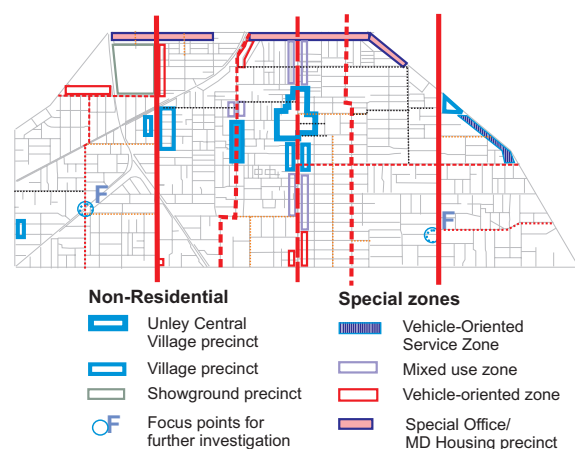 F
F
Non-Residential
Unley Central
Village precinct
Village precinct
Showground precinct
F
Focus points for
further investigation
Special zones
Vehicle-Oriented
Service Zone
Mixed use zone
Vehicle-oriented zone
Special Office/
MD Housing precinct